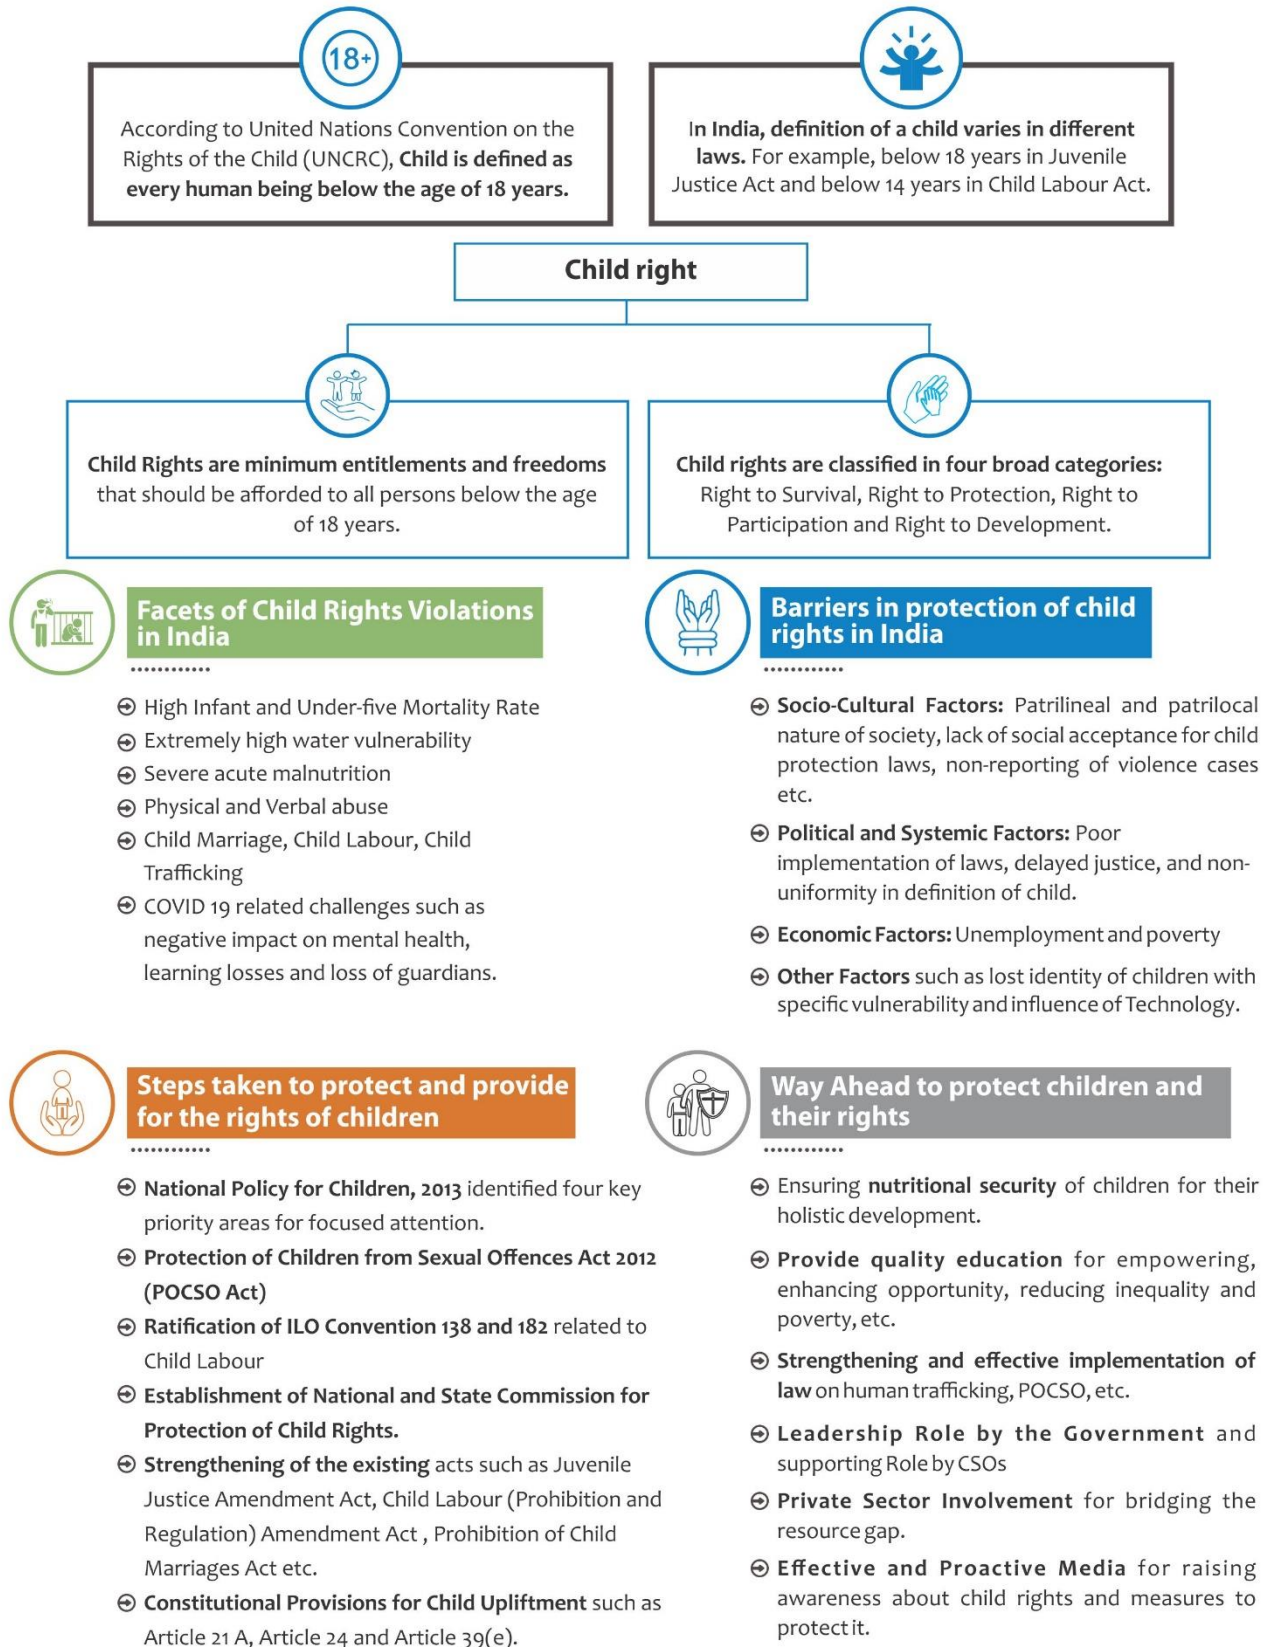 18+
According to United Nations Convention on the
Rights of the Child (UNCRC), Child is defined as
every human being below the age of 18 years.
In India, definition of a child varies in different
laws. For example, below 18 years in Juvenile
Justice Act and below 14 years in Child Labour Act.
Child right
Child Rights are minimum entitlements and freedoms
that should be afforded to all persons below the age
of 18 years.
Child rights are classified in four broad categories:
Right to Survival, Right to Protection, Right to
Participation and Right to Development.
Facets of Child Rights Violations
in India
High Infant and Under-five Mortality Rate
Extremely high water vulnerability
Severe acute malnutrition
Physical and Verbal abuse
Child Marriage, Child Labour, Child
Trafficking
COVID 19 related challenges such as
negative impact on mental health,
learning losses and loss of guardians.
Barriers in protection of child
rights in India
Socio-Cultural Factors: Patrilineal and patrilocal
nature of society, lack of social acceptance for child
protection laws, non-reporting of violence cases
etc.
Political and Systemic Factors: Poor
implementation of laws, delayed justice, and non-
uniformity in definition of child.
Economic Factors: Unemployment and poverty
Other Factors such as lost identity of children with
specific vulnerability and influence of Technology.
Steps taken to protect and provide
for the rights of children
National Policy for Children, 2013 identified four key
priority areas for focused attention.
Protection of Children from Sexual Offences Act 2012
(POCSO Act)
Ratification of ILO Convention 138 and 182 related to
Child Labour
Establishment of National and State Commission for
Protection of Child Rights.
Strengthening of the existing acts such as Juvenile
Justice Amendment Act, Child Labour (Prohibition and
Regulation) Amendment Act , Prohibition of Child
Marriages Act etc.
Constitutional Provisions for Child Upliftment such as
Article 21 A, Article 24 and Article 39(e).
Way Ahead to protect children and
their rights
Ensuring nutritional security of children for their
holistic development.
Provide quality education for empowering,
enhancing opportunity, reducing inequality and
poverty, etc.
Strengthening and effective implementation of
law on human trafficking, POCSO, etc.
Leadership Role by the Government and
supporting Role by CSOs
Private Sector Involvement for bridging the
resource gap.
Effective and Proactive Media for raising
awareness about child rights and measures to
protect it.